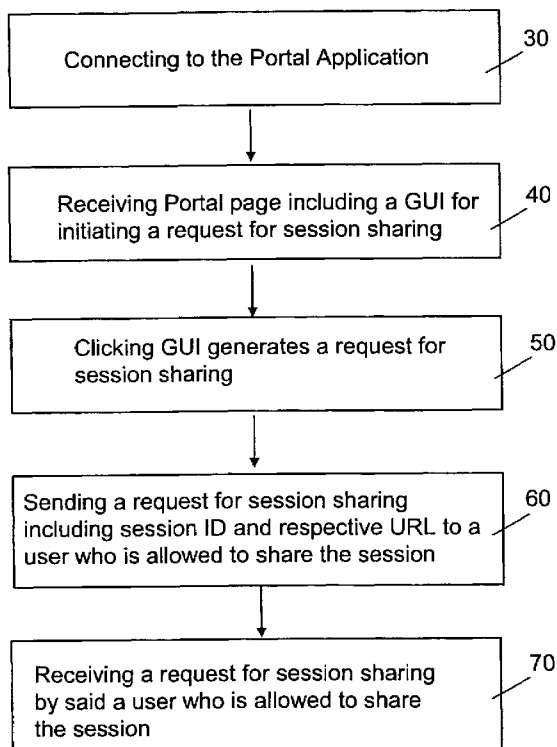 Connecting to the Portal Application
30
Receiving Portal page including a GUI for
initiating a request for session sharing
40
Clicking GUI generates a request for
session sharing
50
Sending a request for session sharing
including session ID and respective URL to a
user who is allowed to share the session
60
Receiving a request for session sharing
by said a user who is allowed to share
the session
70